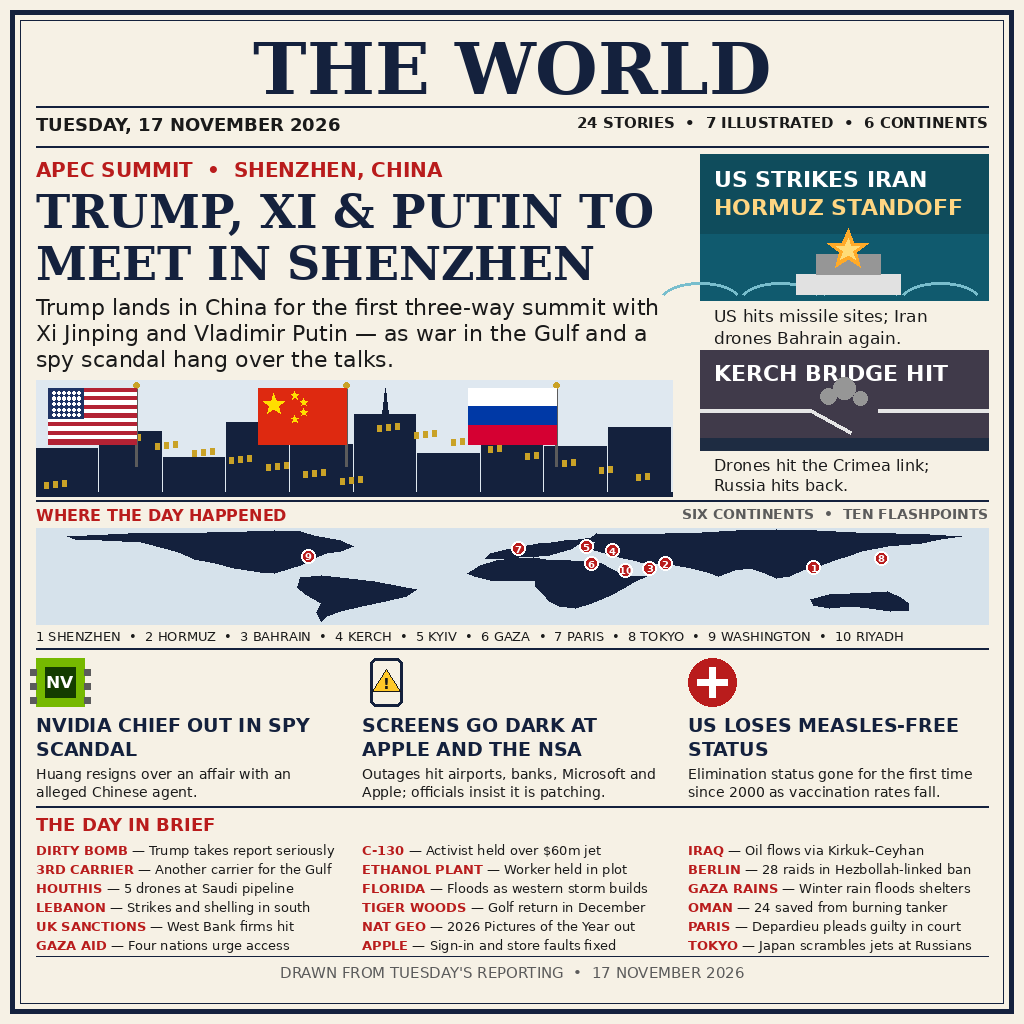 THE WORLD
TUESDAY, 17 NOVEMBER 2026
24 STORIES • 7 ILLUSTRATED • 6 CONTINENTS
APEC SUMMIT • SHENZHEN, CHINA
TRUMP, XI & PUTIN TO
MEET IN SHENZHEN
Trump lands in China for the first three-way summit with
Xi Jinping and Vladimir Putin — as war in the Gulf and a
spy scandal hang over the talks.
US STRIKES IRAN
HORMUZ STANDOFF
US hits missile sites; Iran
drones Bahrain again.
KERCH BRIDGE HIT
Drones hit the Crimea link;
Russia hits back.
WHERE THE DAY HAPPENED
SIX CONTINENTS • TEN FLASHPOINTS
9
7
5
4
6
10
3
2
1
8
1 SHENZHEN • 2 HORMUZ • 3 BAHRAIN • 4 KERCH • 5 KYIV • 6 GAZA • 7 PARIS • 8 TOKYO • 9 WASHINGTON • 10 RIYADH
NV
NVIDIA CHIEF OUT IN SPY
SCANDAL
Huang resigns over an affair with an
alleged Chinese agent.
!
SCREENS GO DARK AT
APPLE AND THE NSA
Outages hit airports, banks, Microsoft and
Apple; officials insist it is patching.
US LOSES MEASLES-FREE
STATUS
Elimination status gone for the first time
since 2000 as vaccination rates fall.
THE DAY IN BRIEF
DIRTY BOMB — Trump takes report seriously
3RD CARRIER — Another carrier for the Gulf
HOUTHIS — 5 drones at Saudi pipeline
LEBANON — Strikes and shelling in south
UK SANCTIONS — West Bank firms hit
GAZA AID — Four nations urge access
C-130 — Activist held over $60m jet
ETHANOL PLANT — Worker held in plot
FLORIDA — Floods as western storm builds
TIGER WOODS — Golf return in December
NAT GEO — 2026 Pictures of the Year out
APPLE — Sign-in and store faults fixed
IRAQ — Oil flows via Kirkuk–Ceyhan
BERLIN — 28 raids in Hezbollah-linked ban
GAZA RAINS — Winter rain floods shelters
OMAN — 24 saved from burning tanker
PARIS — Depardieu pleads guilty in court
TOKYO — Japan scrambles jets at Russians
DRAWN FROM TUESDAY'S REPORTING • 17 NOVEMBER 2026